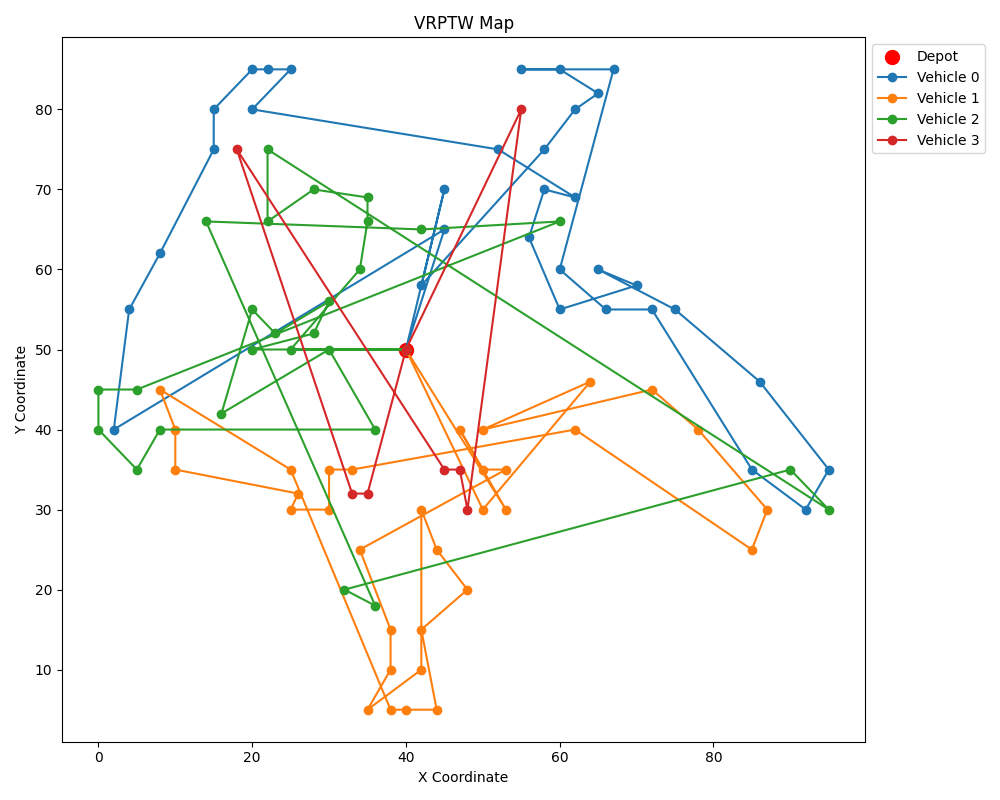 VRPTW Map
Depot
Vehicle 0
Vehicle 1
Vehicle 2
Vehicle 3
Y Coordinate
80
70
60
50
40
30
20
10
0
20
40
60
80
X Coordinate